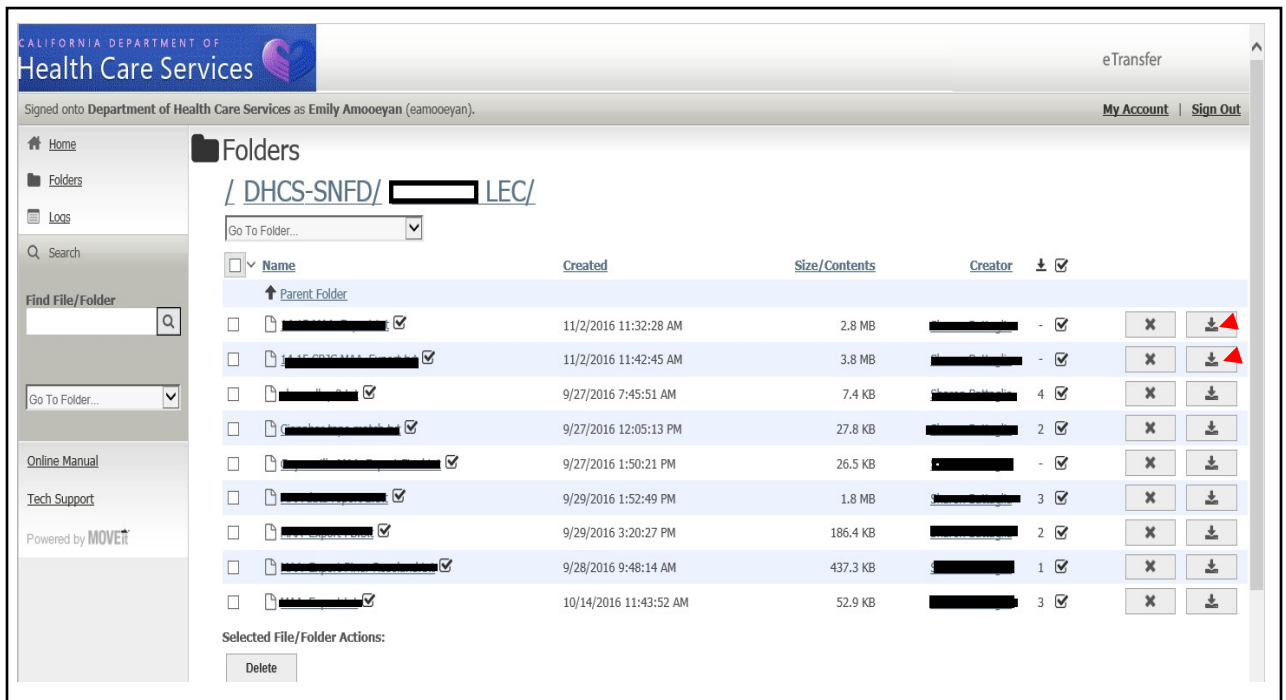 CALIFORNIA DEPARTMENT OF
Health Care Services
eTransfer
Signed onto Department of Health Care Services as Emily Amooeyan (eamooeyan).
My Account | Sign Out
Home
Folders
Logs
Search
Find File/Folder
Go To Folder...
Online Manual
Tech Support
Powered by MOVEit
Folders
/ DHCS-SNFD/ LEC/
Go To Folder...
Name Created Size/Contents Creator
Parent Folder
11/2/2016 11:32:28 AM 2.8 MB -
11/2/2016 11:42:45 AM 3.8 MB -
9/27/2016 7:45:51 AM 7.4 KB 4
9/27/2016 12:05:13 PM 27.8 KB 2
9/27/2016 1:50:21 PM 26.5 KB -
9/29/2016 1:52:49 PM 1.8 MB 3
9/29/2016 3:20:27 PM 186.4 KB 2
9/28/2016 9:48:14 AM 437.3 KB 1
10/14/2016 11:43:52 AM 52.9 KB 3
Selected File/Folder Actions:
Delete